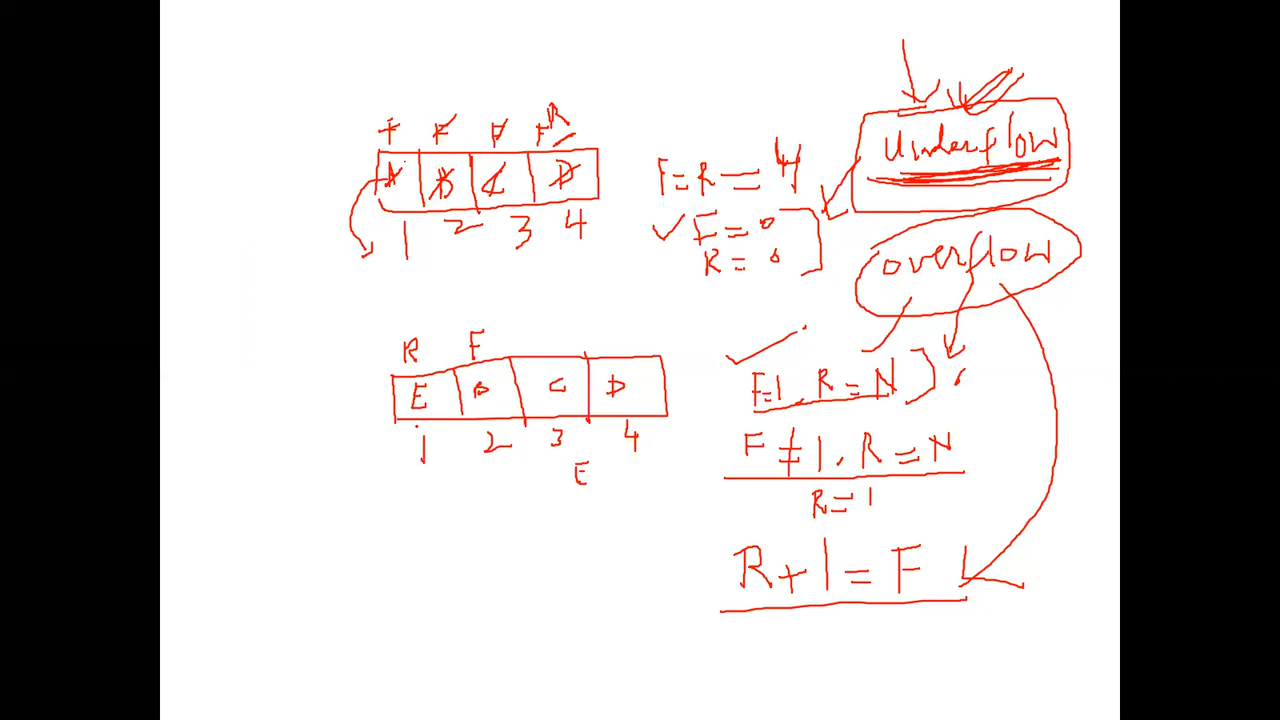 F F F F R
A B C D
1 2 3 4
F = R = 4
F = 0
R = 0
Underflow
overflow
R F
E B C D
1 2 3 4
E
F=1, R = N
F ≠ 1, R = N
R = 1
R + 1 = F